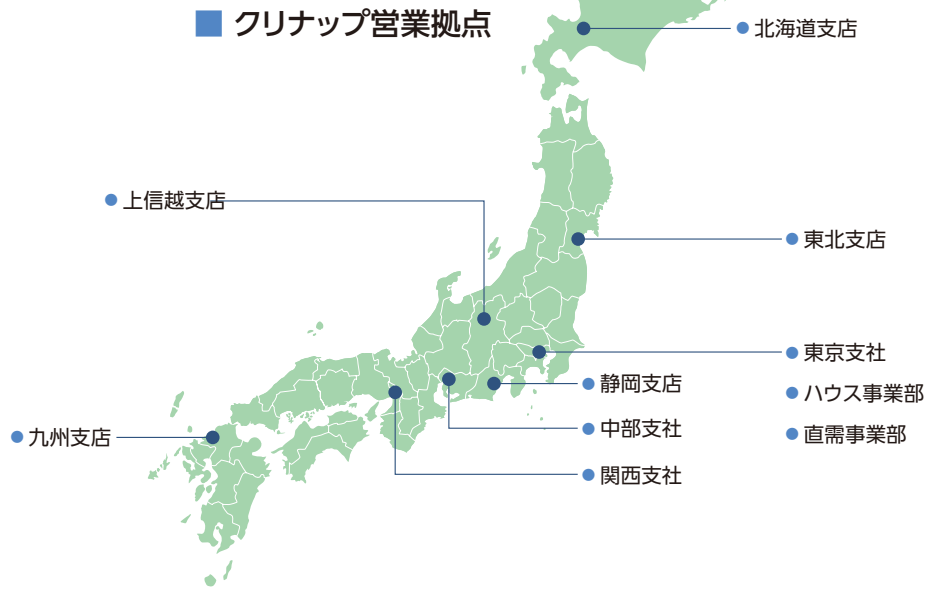 クリナップ営業拠点
北海道支店
上信越支店
東北支店
東京支社
静岡支店
ハウス事業部
中部支社
直需事業部
九州支店
関西支社